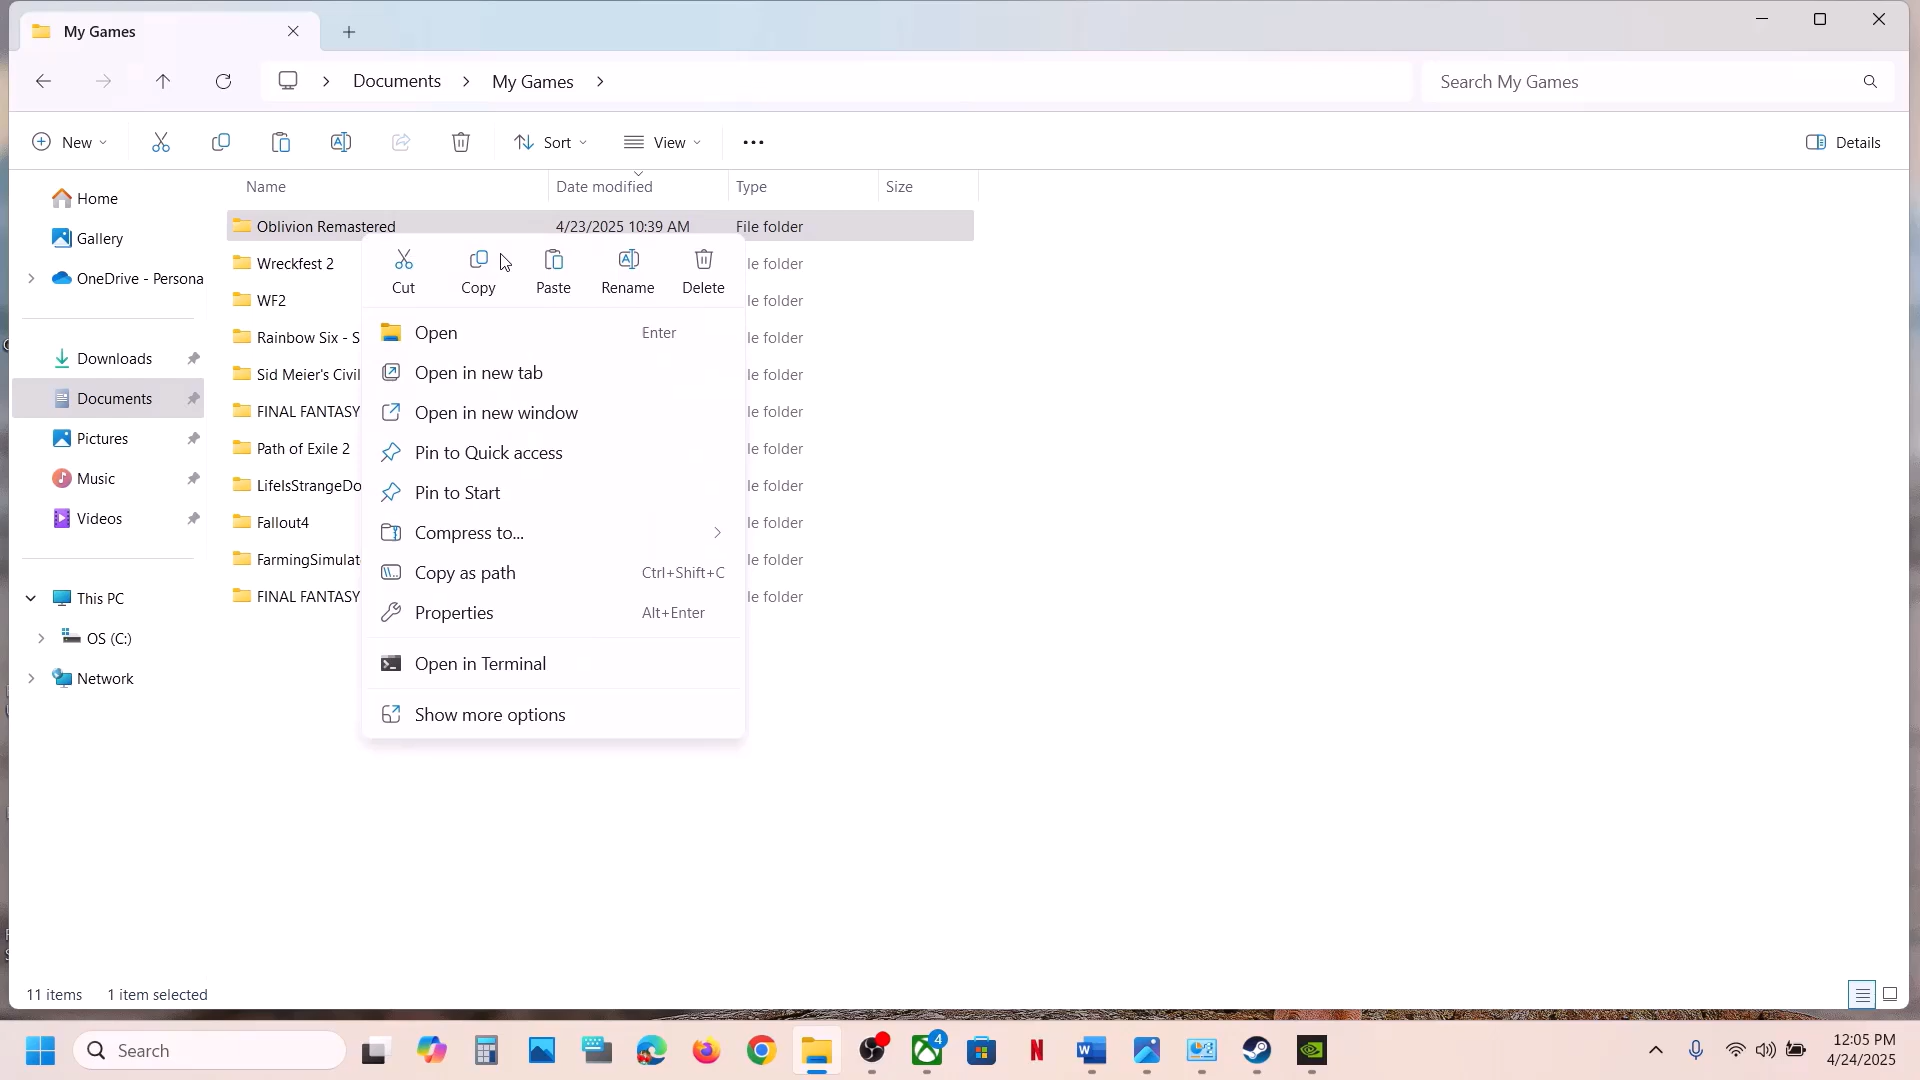 My Games
Documents
My Games
Search My Games
New
Sort
View
Details
Name
Date modified
Type
Size
Home
Gallery
OneDrive - Persona
Downloads
Documents
Pictures
Music
Videos
This PC
OS (C:)
Network
Oblivion Remastered 4/23/2025 10:39 AM File folder
Wreckfest 2 le folder
WF2 le folder
Rainbow Six - S le folder
Sid Meier's Civil le folder
FINAL FANTASY le folder
Path of Exile 2 le folder
LifeIsStrangeDo le folder
Fallout4 le folder
FarmingSimulat le folder
FINAL FANTASY le folder
Cut
Copy
Paste
Rename
Delete
Open Enter
Open in new tab
Open in new window
Pin to Quick access
Pin to Start
Compress to...
Copy as path Ctrl+Shift+C
Properties Alt+Enter
Open in Terminal
Show more options
11 items 1 item selected
Search
4
12:05 PM
4/24/2025